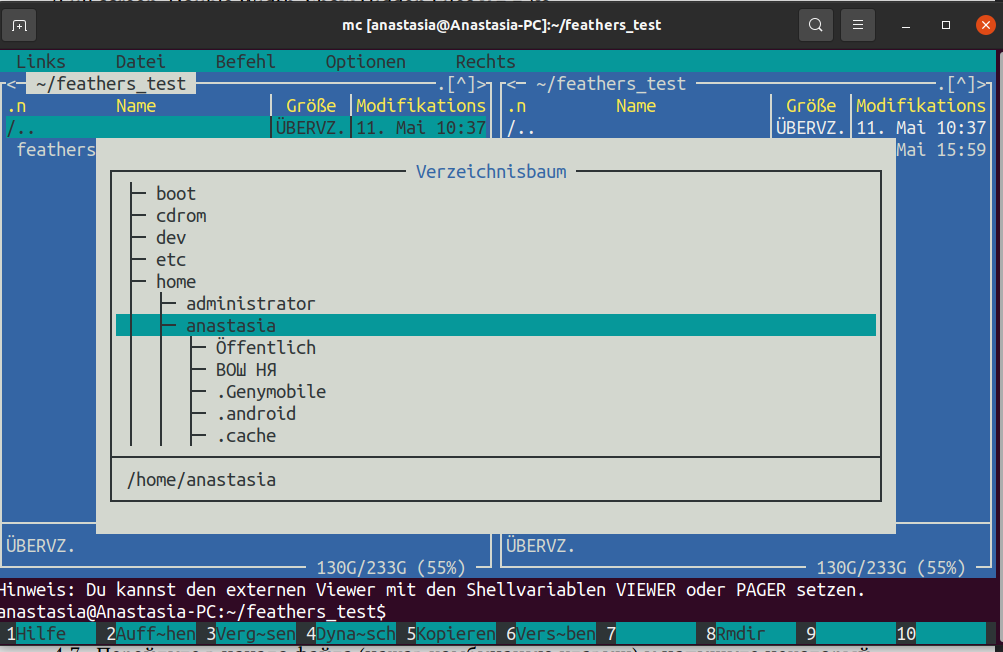 mc [anastasia@Anastasia-PC]:~/feathers_test
Links Datei Befehl Optionen Rechts
<─ ~/feathers_test .[^]> <─ ~/feathers_test .[^]>
.n Name Größe Modifikations .n Name Größe Modifikations
/.. ÜBERVZ. 11. Mai 10:37 /.. ÜBERVZ. 11. Mai 10:37
feathers Mai 15:59
Verzeichnisbaum
boot
cdrom
dev
etc
home
administrator
anastasia
Öffentlich
ВОШ НЯ
.Genymobile
.android
.cache
/home/anastasia
ÜBERVZ. ÜBERVZ.
130G/233G (55%) 130G/233G (55%)
Hinweis: Du kannst den externen Viewer mit den Shellvariablen VIEWER oder PAGER setzen.
anastasia@Anastasia-PC:~/feathers_test$
1Hilfe 2Auff~hen 3Verg~sen 4Dyna~sch 5Kopieren 6Vers~ben 7 8Rmdir 9 10